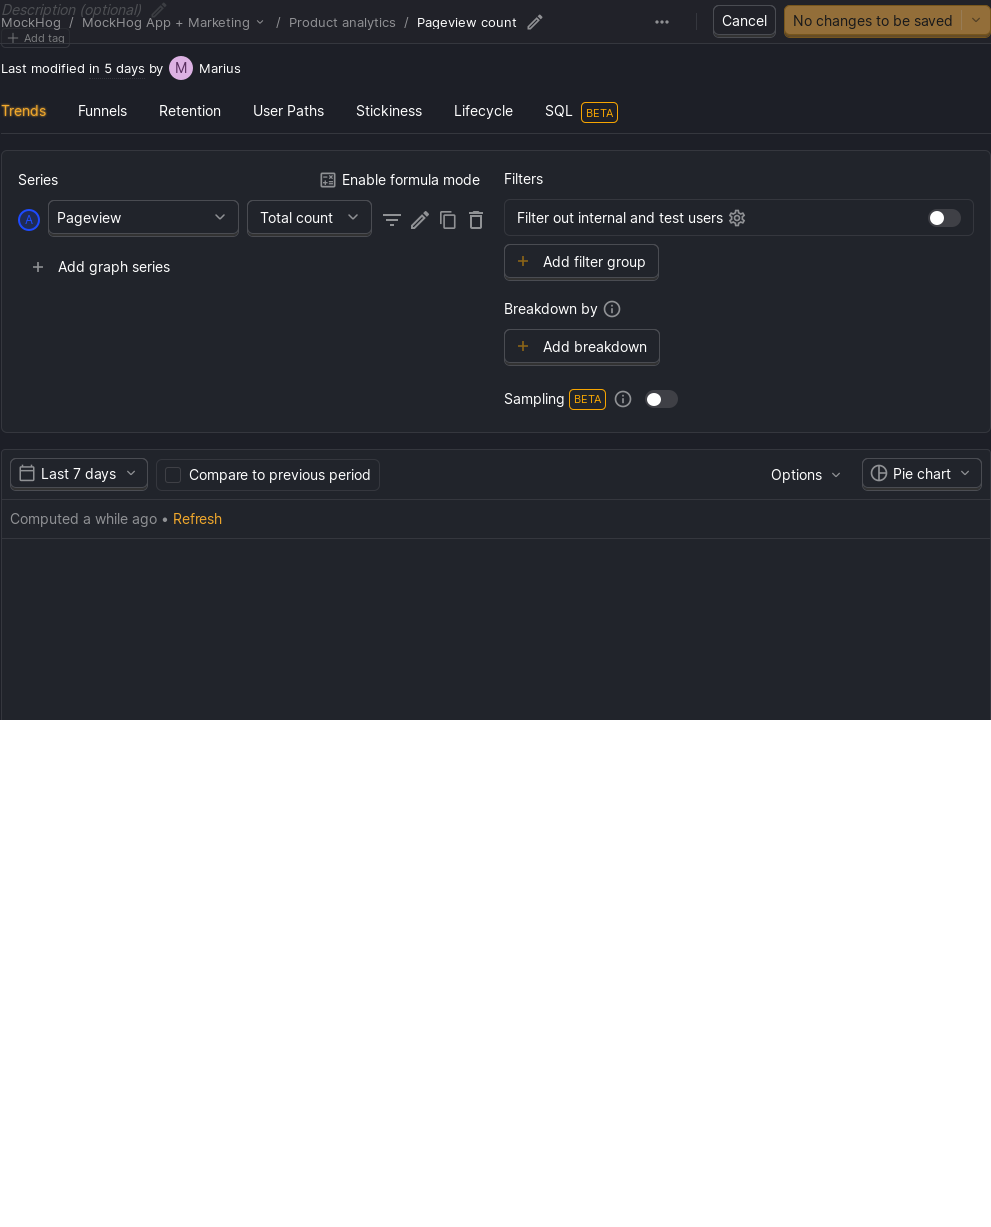 Description (optional)
MockHog / MockHog App + Marketing / Product analytics / Pageview count
Cancel
No changes to be saved
Add tag
Last modified in 5 days by M Marius
Trends Funnels Retention User Paths Stickiness Lifecycle SQL BETA
Series
Enable formula mode
A Pageview Total count
Add graph series
Filters
Filter out internal and test users
Add filter group
Breakdown by
Add breakdown
Sampling BETA
Last 7 days Compare to previous period Options Pie chart
Computed a while ago • Refresh